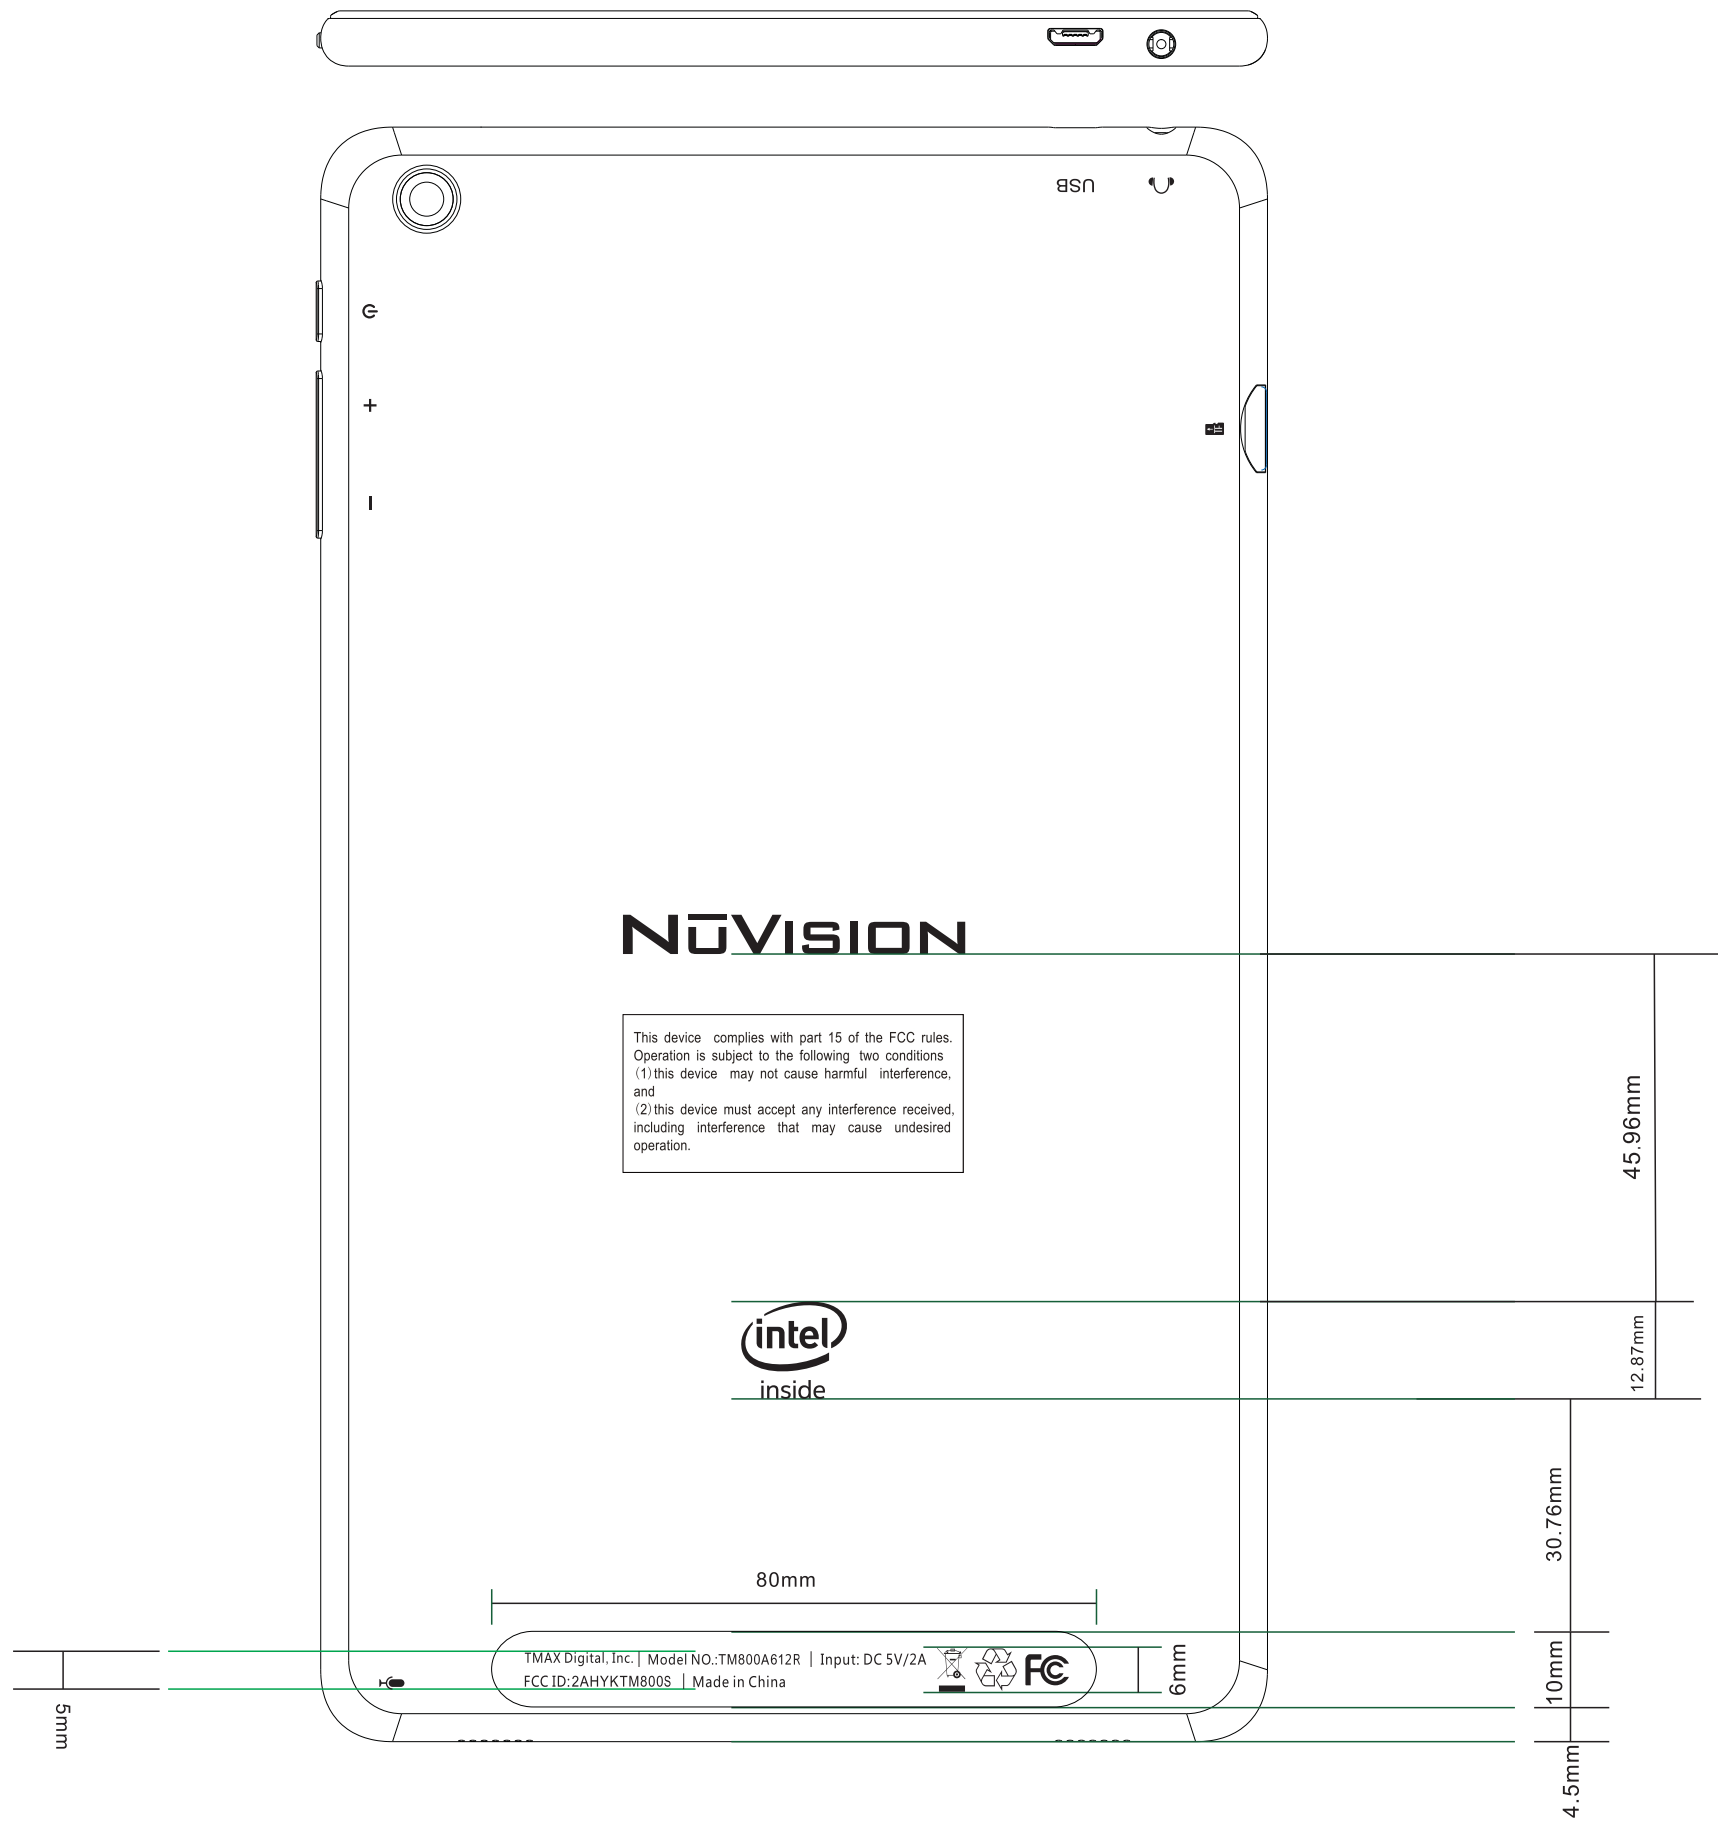 USB
+
−
NūVISION
This device complies with part 15 of the FCC rules.
Operation is subject to the following two conditions
(1)this device may not cause harmful interference,
and
(2)this device must accept any interference received,
including interference that may cause undesired
operation.
45.96mm
intel
inside
12.87mm
30.76mm
80mm
TMAX Digital, Inc. | Model NO.:TM800A612R | Input: DC 5V/2A
FCC ID:2AHYKTM800S | Made in China
FC
6mm
10mm
5mm
4.5mm